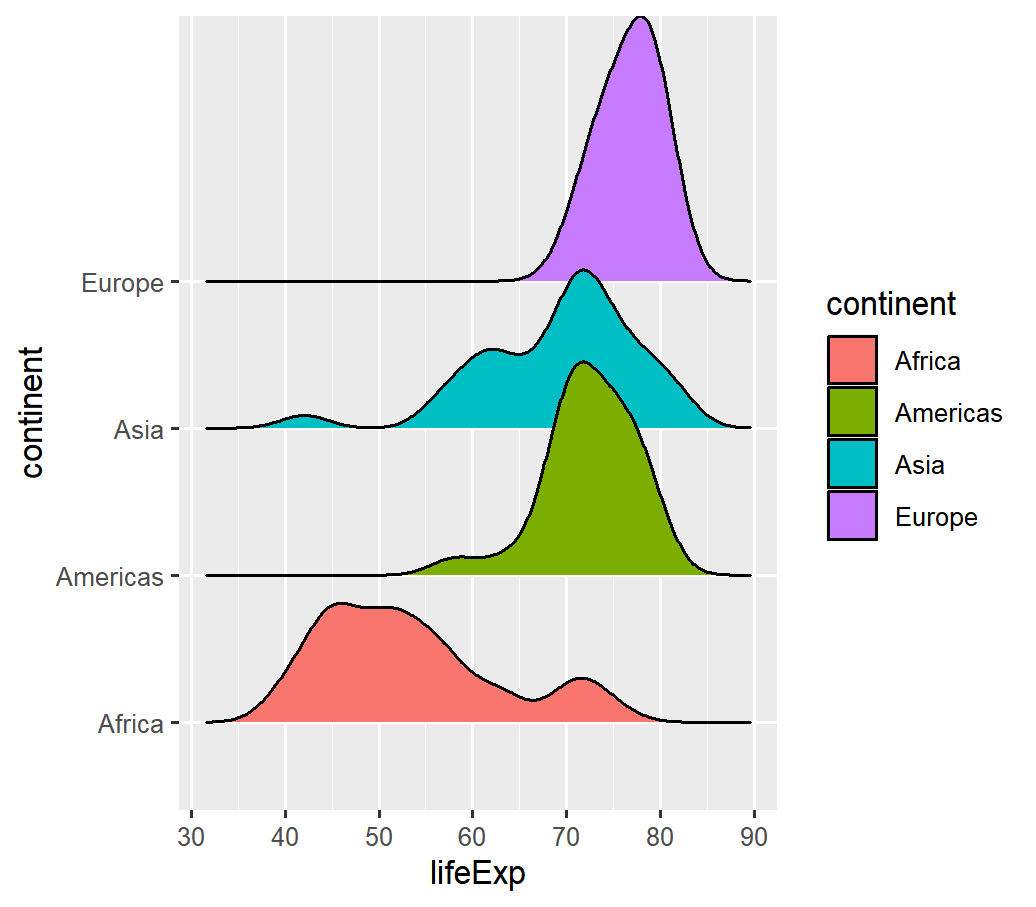 Europe
Asia
Americas
Africa
continent
30 40 50 60 70 80 90
lifeExp
continent
Africa
Americas
Asia
Europe